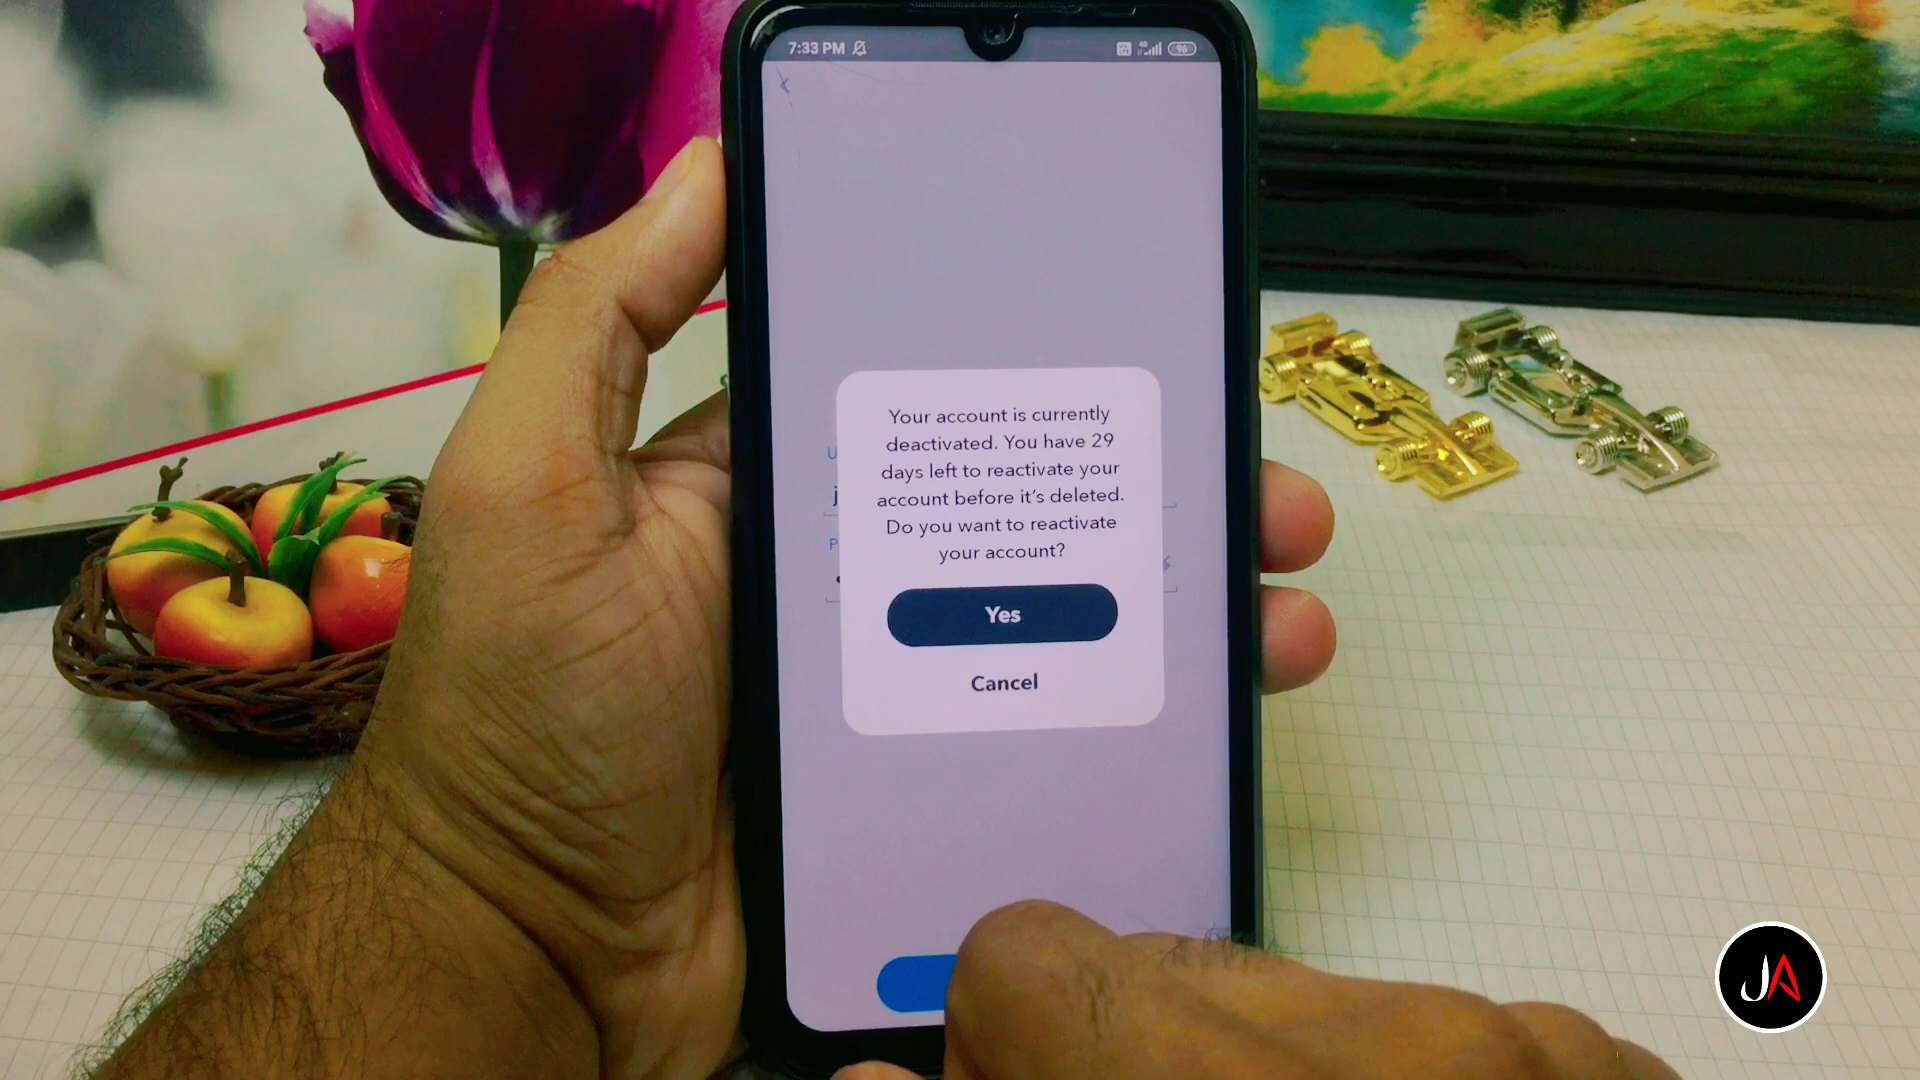 7:33 PM
96
Your account is currently
deactivated. You have 29
days left to reactivate your
account before it's deleted.
Do you want to reactivate
your account?
U
j
P
Yes
Cancel
JA